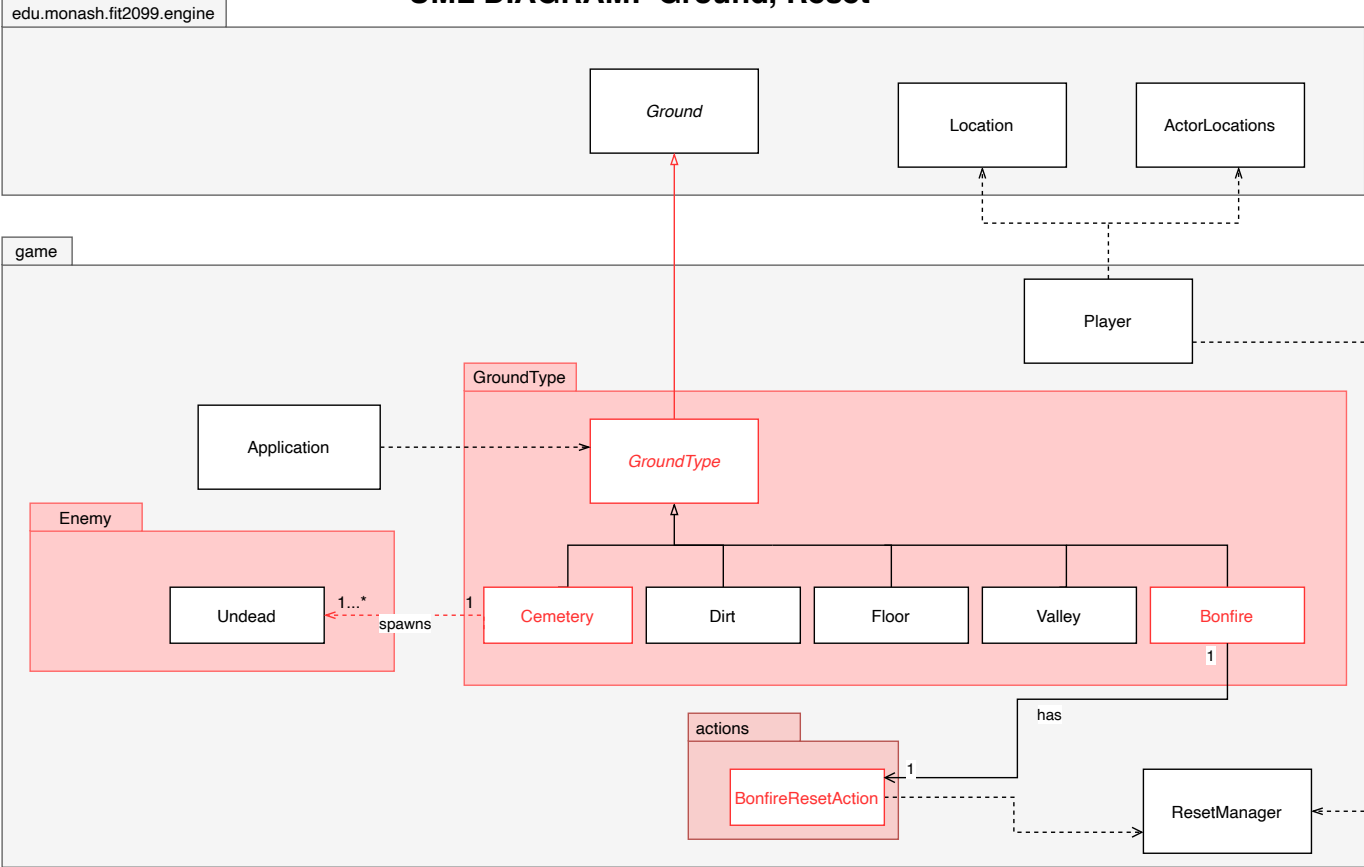 edu.monash.fit2099.engine
UML DIAGRAM: Ground, Reset
Ground
Location
ActorLocations
game
Player
GroundType
Application
GroundType
Enemy
Undead
1...*
spawns
1
Cemetery
Dirt
Floor
Valley
Bonfire
1
has
actions
1
BonfireResetAction
ResetManager